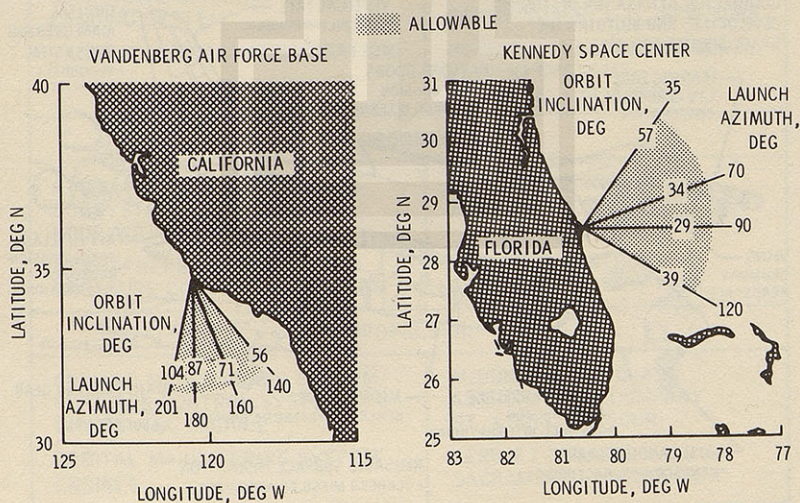 ALLOWABLE
VANDENBERG AIR FORCE BASE
40
35
30
LATITUDE, DEG N
CALIFORNIA
ORBIT
INCLINATION,
DEG
104 87 71 56
LAUNCH
AZIMUTH,
DEG
201 180 160 140
125 120 115
LONGITUDE, DEG W
KENNEDY SPACE CENTER
31
30
29
28
27
26
25
LATITUDE, DEG N
FLORIDA
ORBIT
INCLINATION,
DEG
57
34
29
39
LAUNCH
AZIMUTH,
DEG
35
70
90
120
83 82 81 80 79 78 77
LONGITUDE, DEG W